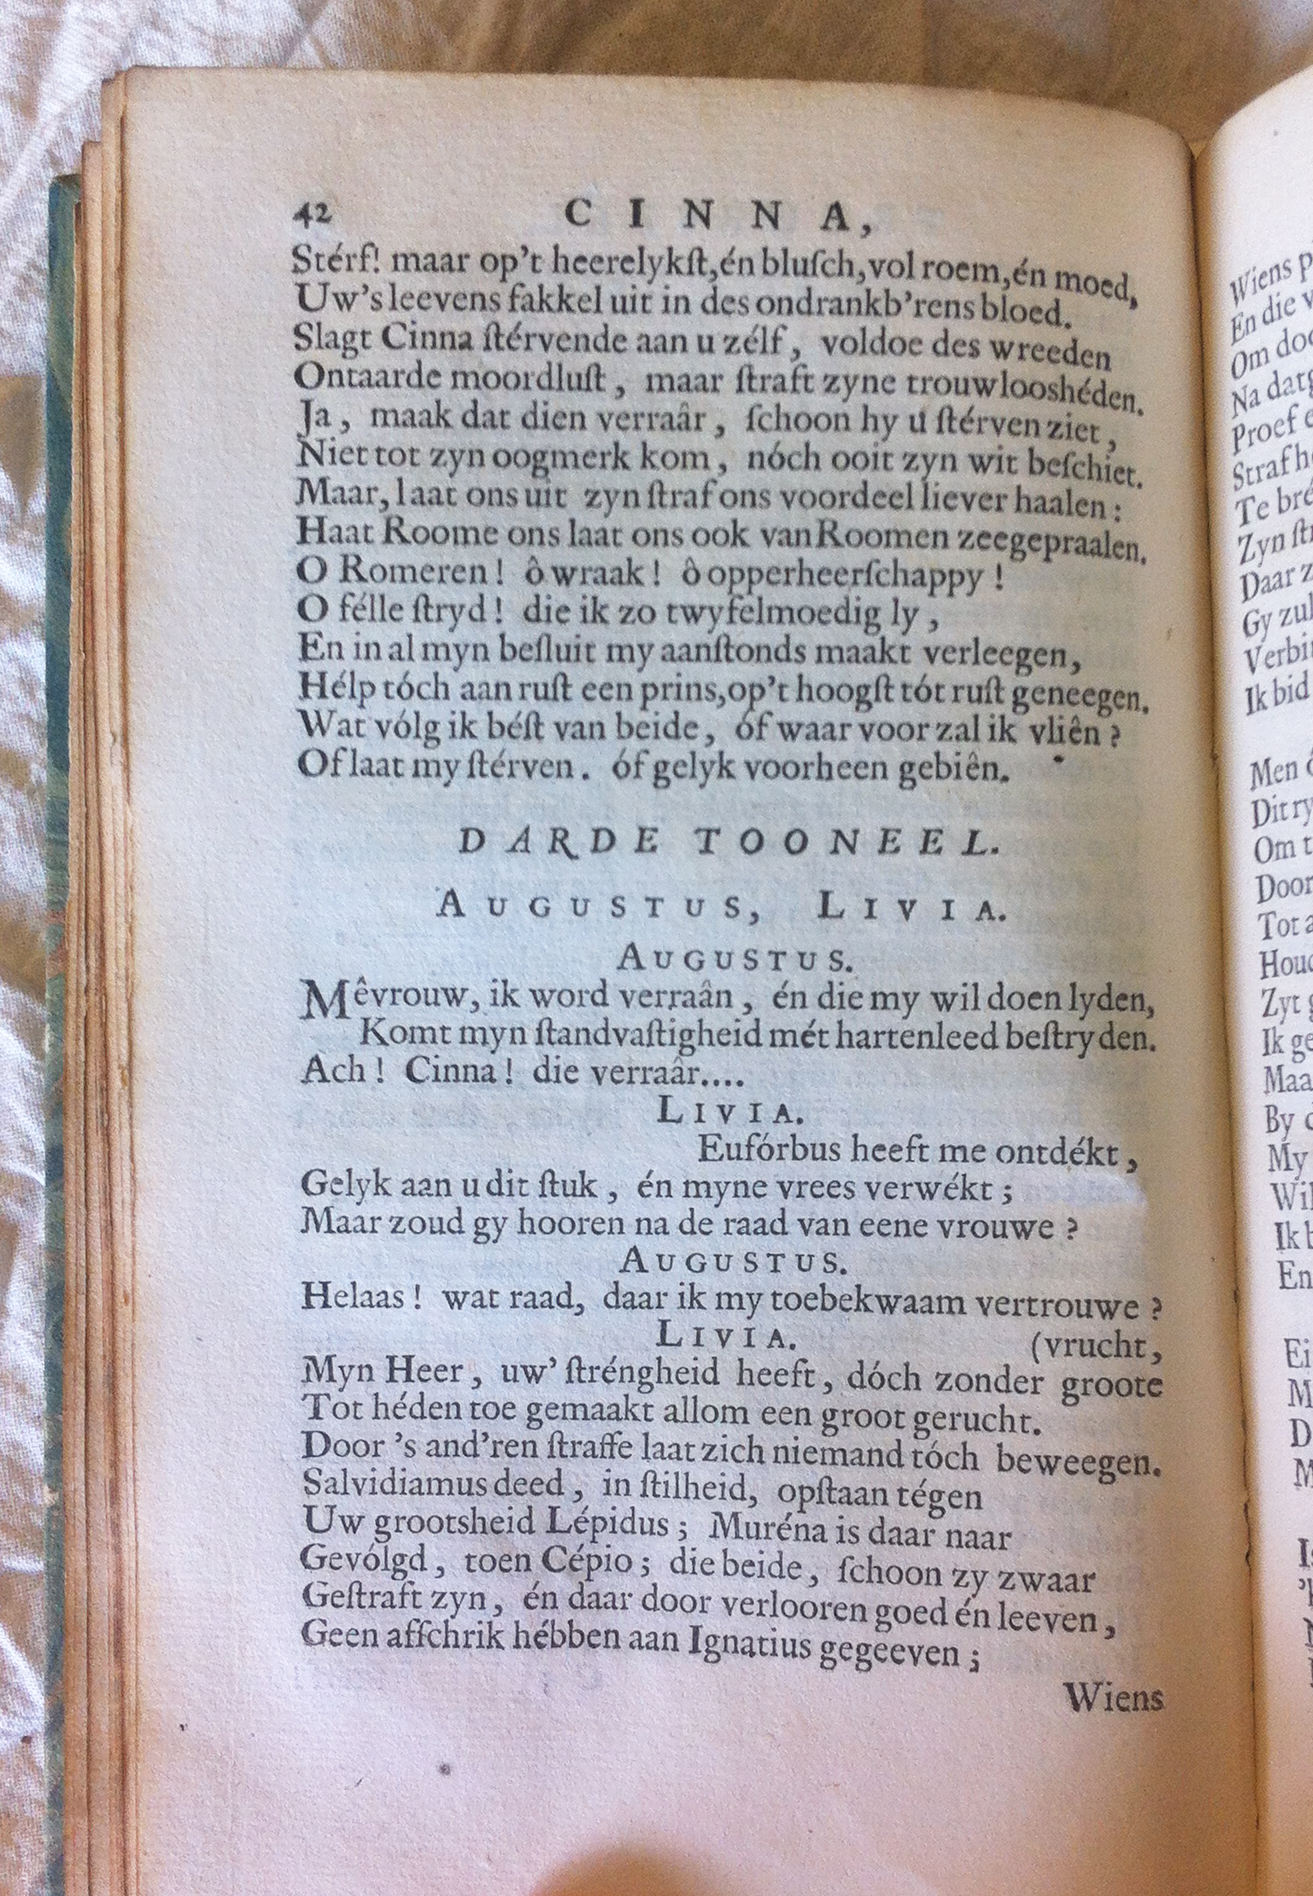 42 CINNA,
Stérf! maar op't heerelykſt,én bluſch,vol roem,én moed,
Uw's leevens fakkel uit in des ondrankb'rens bloed.
Slagt Cinna ſtérvende aan u zélf, voldoe des wreeden
Ontaarde moordluſt, maar ſtraft zyne trouwlooshéden.
Ja, maak dat dien verraâr, ſchoon hy u ſtérven ziet,
Niet tot zyn oogmerk kom, nóch ooit zyn wit beſchiet.
Maar, laat ons uit zyn ſtraf ons voordeel liever haalen:
Haat Roome ons laat ons ook van Roomen zeegepraalen.
O Romeren! ô wraak! ô opperheerſchappy!
O félle ſtryd! die ik zo twyfelmoedig ly,
En in al myn beſluit my aanſtonds maakt verleegen,
Hélp tóch aan ruſt een prins,op't hoogſt tót ruſt geneegen.
Wat vólg ik béſt van beide, óf waar voor zal ik vliên?
Of laat my ſtérven. óf gelyk voorheen gebiên.
DARDE TOONEEL.
AUGUSTUS, LIVIA.
AUGUSTUS.
Mêvrouw, ik word verraân, én die my wil doen lyden,
Komt myn ſtandvaſtigheid mét hartenleed beſtryden.
Ach! Cinna! die verraâr....
LIVIA.
Eufórbus heeft me ontdékt,
Gelyk aan u dit ſtuk, én myne vrees verwékt;
Maar zoud gy hooren na de raad van eene vrouwe?
AUGUSTUS.
Helaas! wat raad, daar ik my toebekwaam vertrouwe?
LIVIA. (vrucht,
Myn Heer, uw' ſtréngheid heeft, dóch zonder groote
Tot héden toe gemaakt allom een groot gerucht.
Door 's and'ren ſtraffe laat zich niemand tóch beweegen.
Salvidiamus deed, in ſtilheid, opſtaan tégen
Uw grootsheid Lépidus; Muréna is daar naar
Gevólgd, toen Cépio; die beide, ſchoon zy zwaar
Geſtraft zyn, én daar door verlooren goed én leeven,
Geen afſchrik hébben aan Ignatius gegeeven;
Wiens